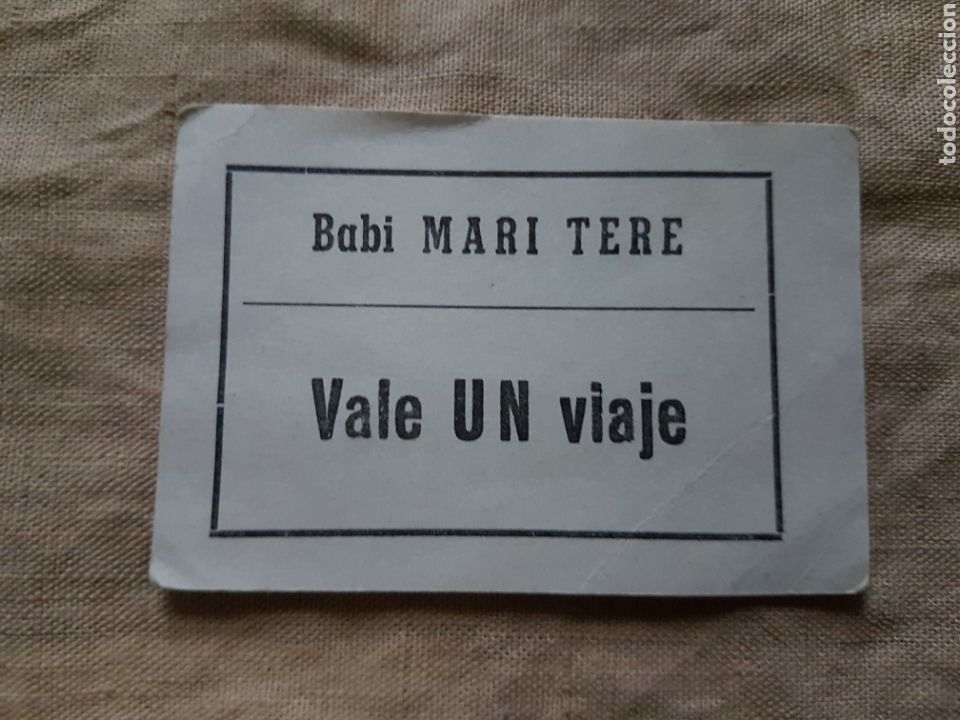 Babi MARI TERE
Vale UN viaje
todocoleccion